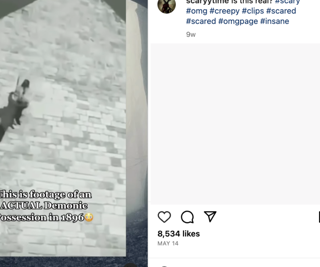 scaryytime is this real? #scary
#omg #creepy #clips #scared
#scared #omgpage #insane
9w
This is footage of an
ACTUAL Demonic
Possession in 1896😳
8,534 likes
MAY 14